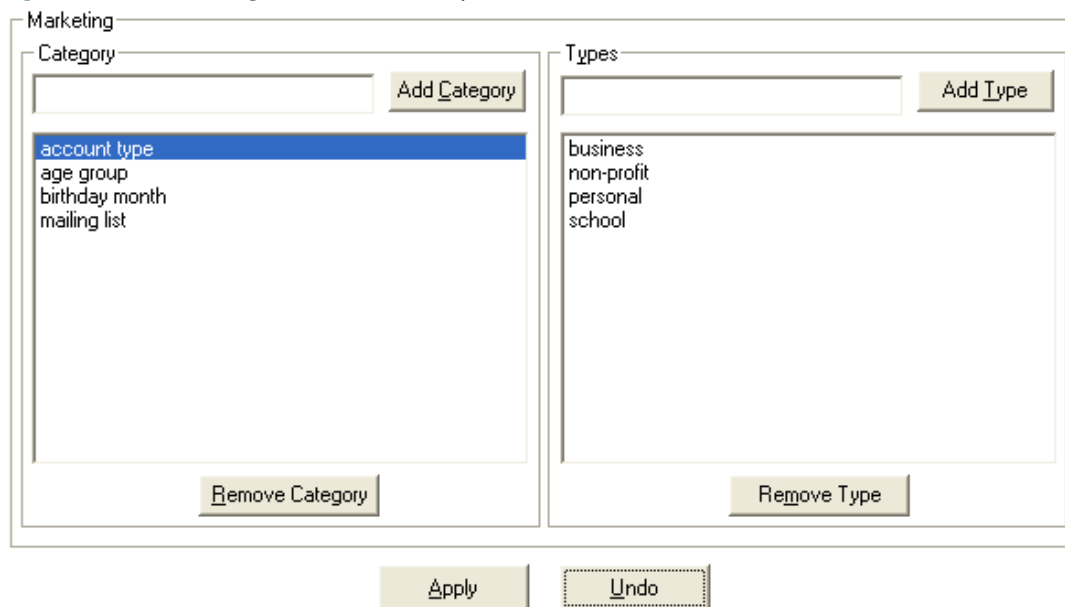 Marketing
Category
Add Category
account type
age group
birthday month
mailing list
Remove Category
Types
Add Type
business
non-profit
personal
school
Remove Type
Apply
Undo